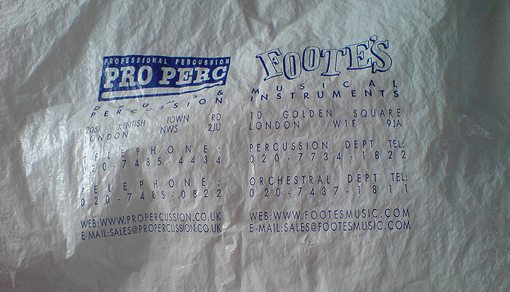 PROFESSIONAL PERCUSSION
PRO PERC
DRUMS &
PERCUSSION
205 KENTISH TOWN RD
LONDON NW5 2JU
TELEPHONE:
020-7485-4434
TELEPHONE:
020-7485-0822
WEB:WWW.PROPERCUSSION.CO.UK
E-MAIL:SALES@PROPERCUSSION.CO.UK
FOOTE'S
MUSICAL
INSTRUMENTS
10 GOLDEN SQUARE
LONDON W1F 9JA
PERCUSSION DEPT TEL:
020-7734-1822
ORCHESTRAL DEPT TEL:
020-7437-1811
WEB:WWW.FOOTESMUSIC.COM
E-MAIL:SALES@FOOTESMUSIC.COM